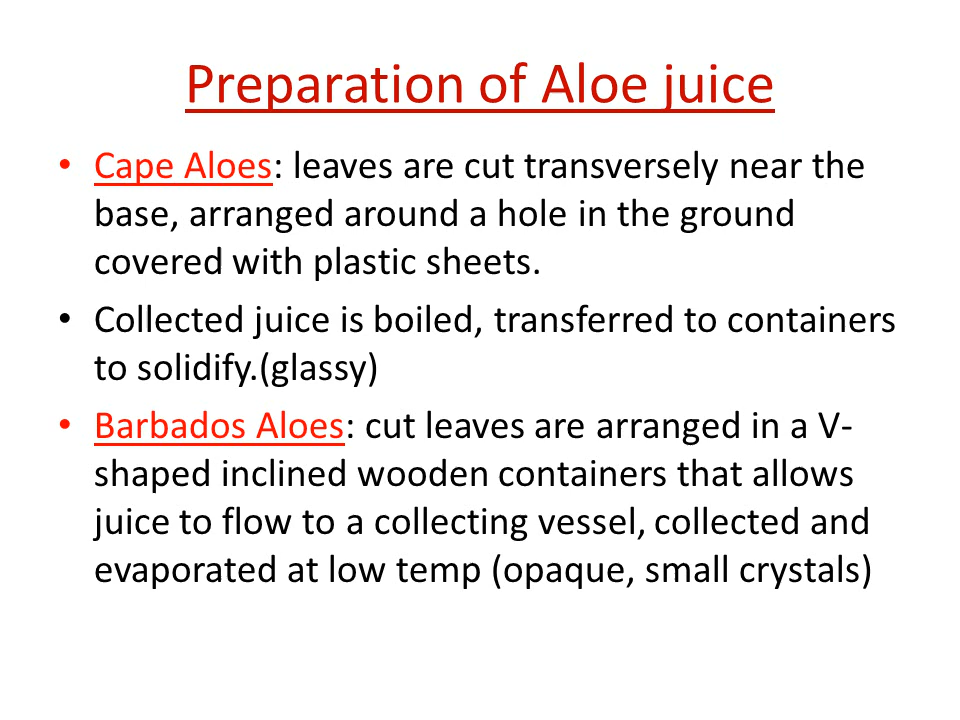 Preparation of Aloe juice
• Cape Aloes: leaves are cut transversely near the
base, arranged around a hole in the ground
covered with plastic sheets.
• Collected juice is boiled, transferred to containers
to solidify.(glassy)
• Barbados Aloes: cut leaves are arranged in a V-
shaped inclined wooden containers that allows
juice to flow to a collecting vessel, collected and
evaporated at low temp (opaque, small crystals)